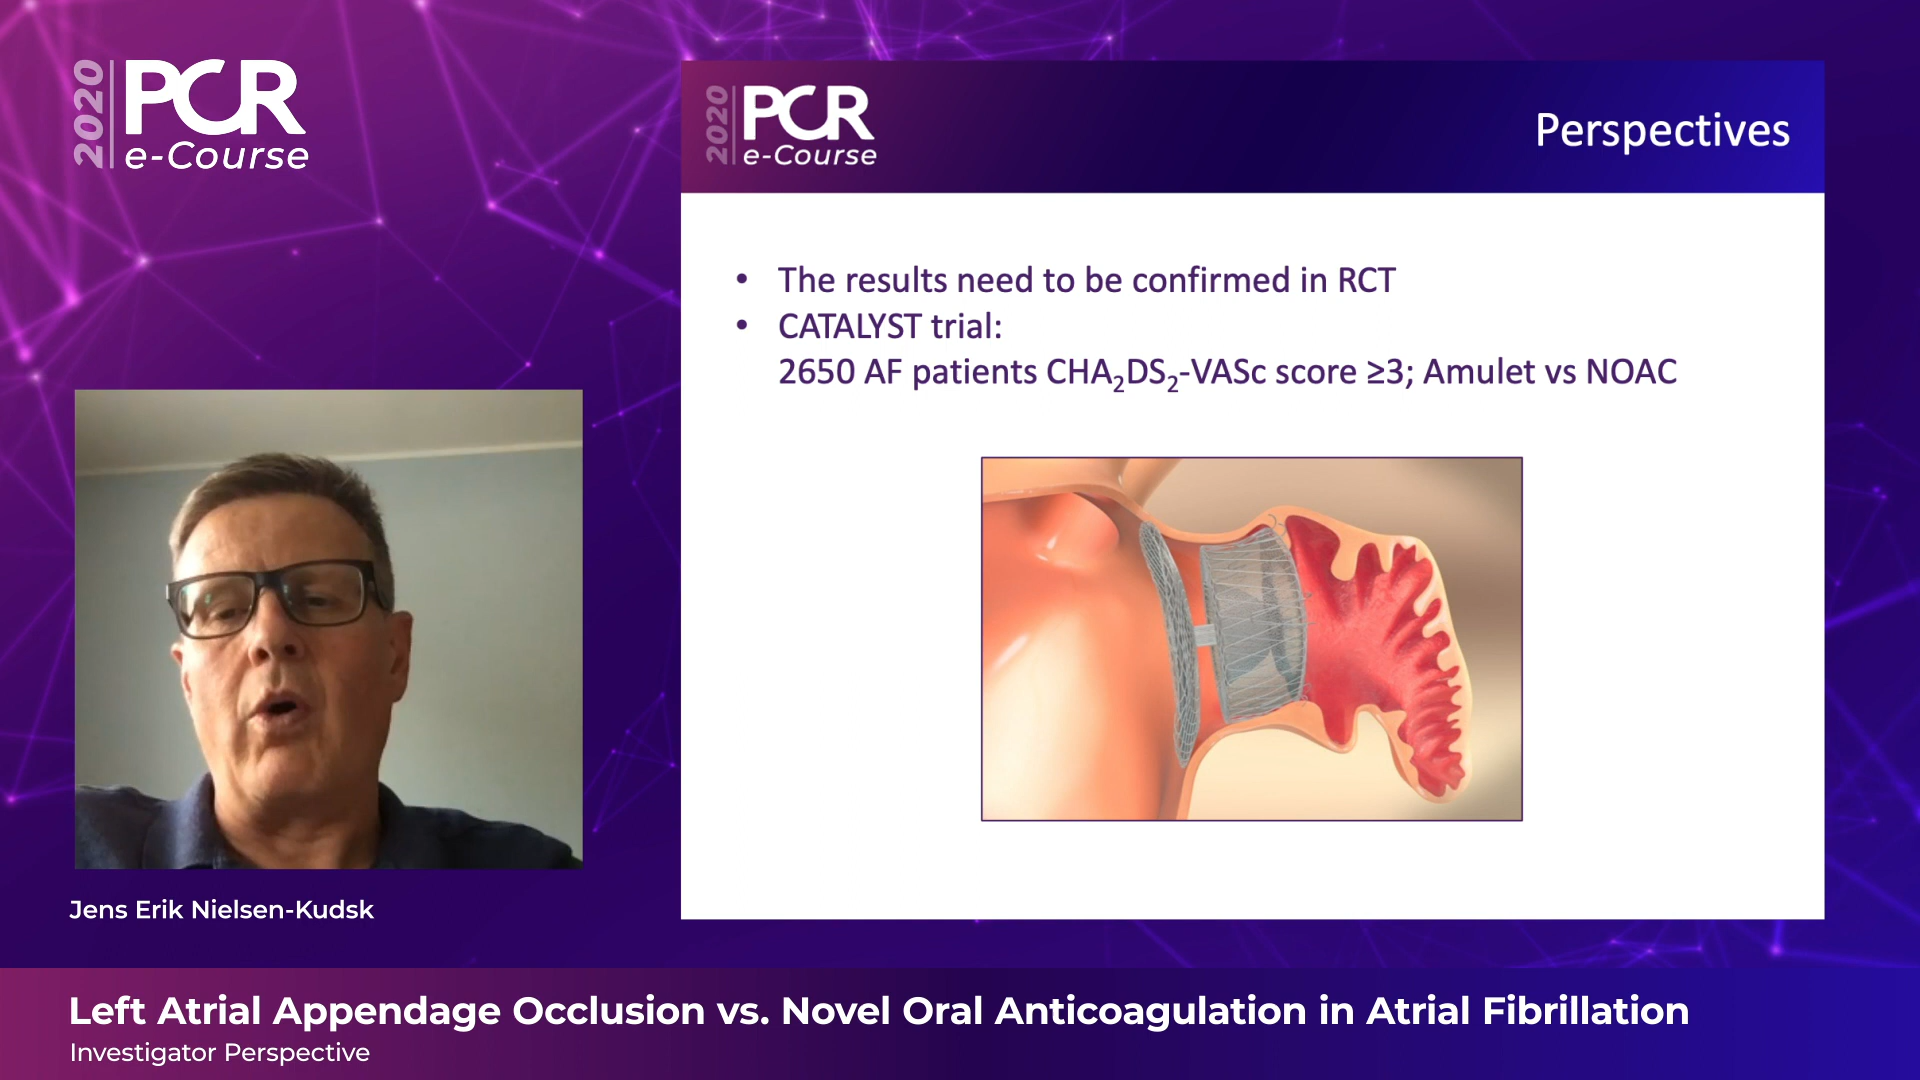 2020
PCR
e-Course
2020
PCR
e-Course
Perspectives
• The results need to be confirmed in RCT
• CATALYST trial:
2650 AF patients CHA₂DS₂-VASc score ≥3; Amulet vs NOAC
Jens Erik Nielsen-Kudsk
Left Atrial Appendage Occlusion vs. Novel Oral Anticoagulation in Atrial Fibrillation
Investigator Perspective